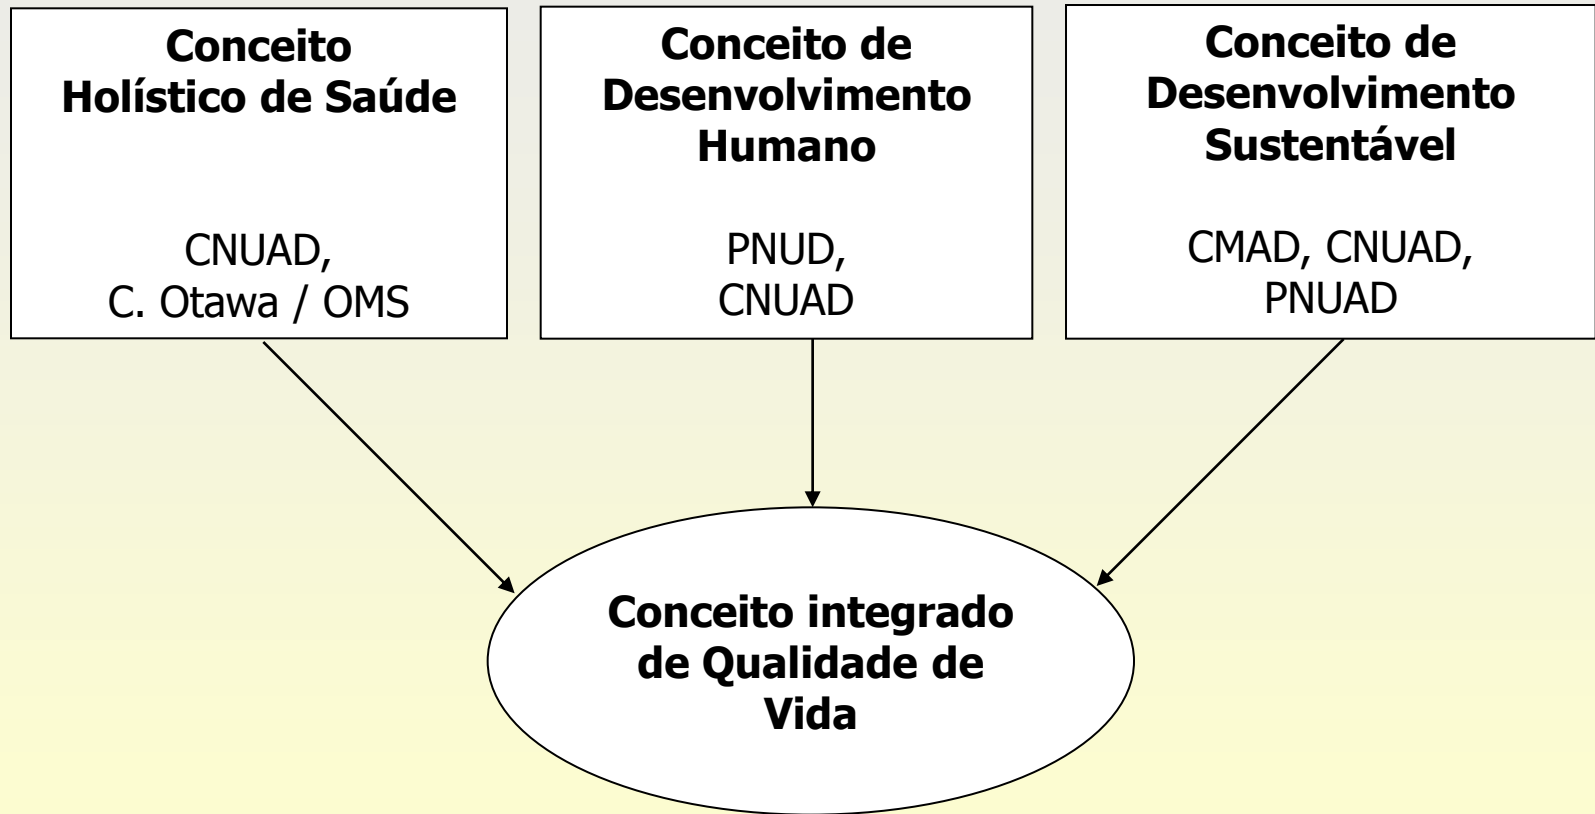 Conceito
Holístico de Saúde
CNUAD,
C. Otawa / OMS
Conceito de
Desenvolvimento
Humano
PNUD,
CNUAD
Conceito de
Desenvolvimento
Sustentável
CMAD, CNUAD,
PNUAD
Conceito integrado
de Qualidade de
Vida